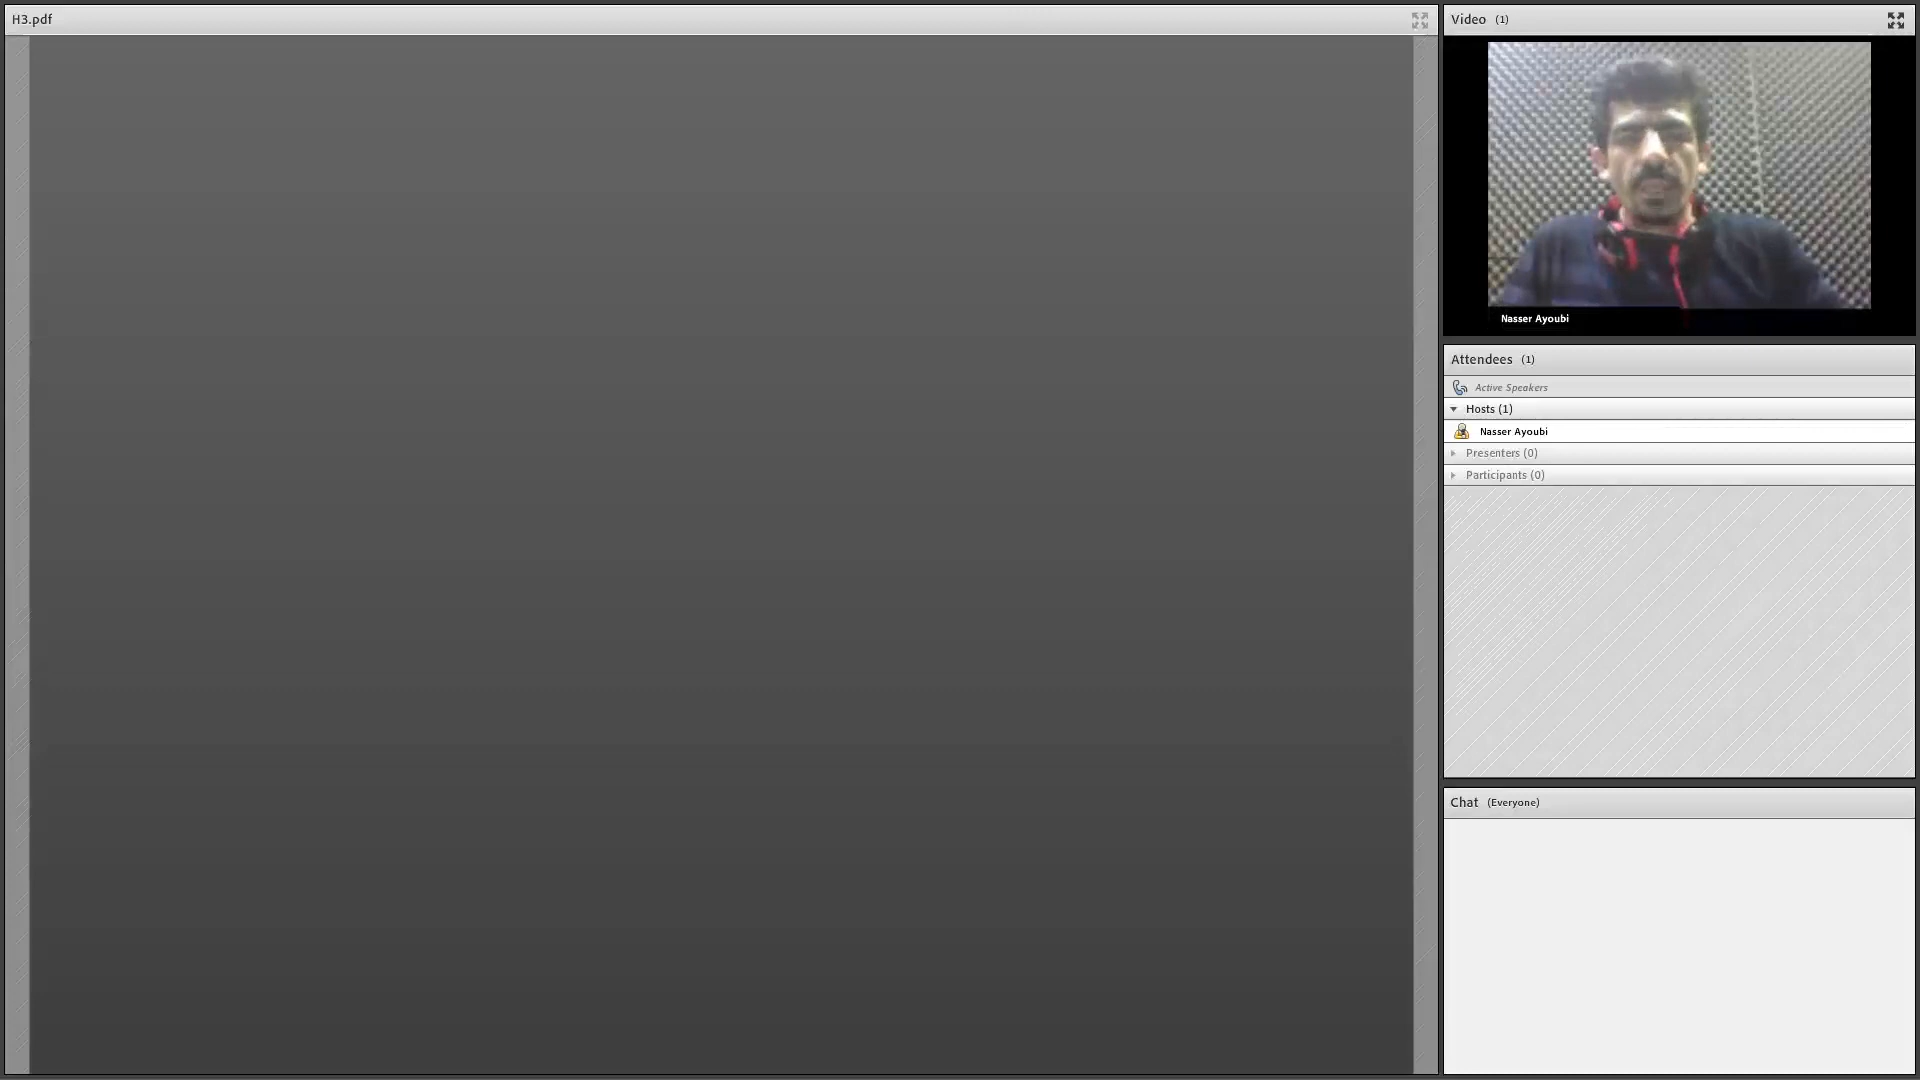 H3.pdf
Video (1)
Nasser Ayoubi
Attendees (1)
Active Speakers
Hosts (1)
Nasser Ayoubi
Presenters (0)
Participants (0)
Chat (Everyone)